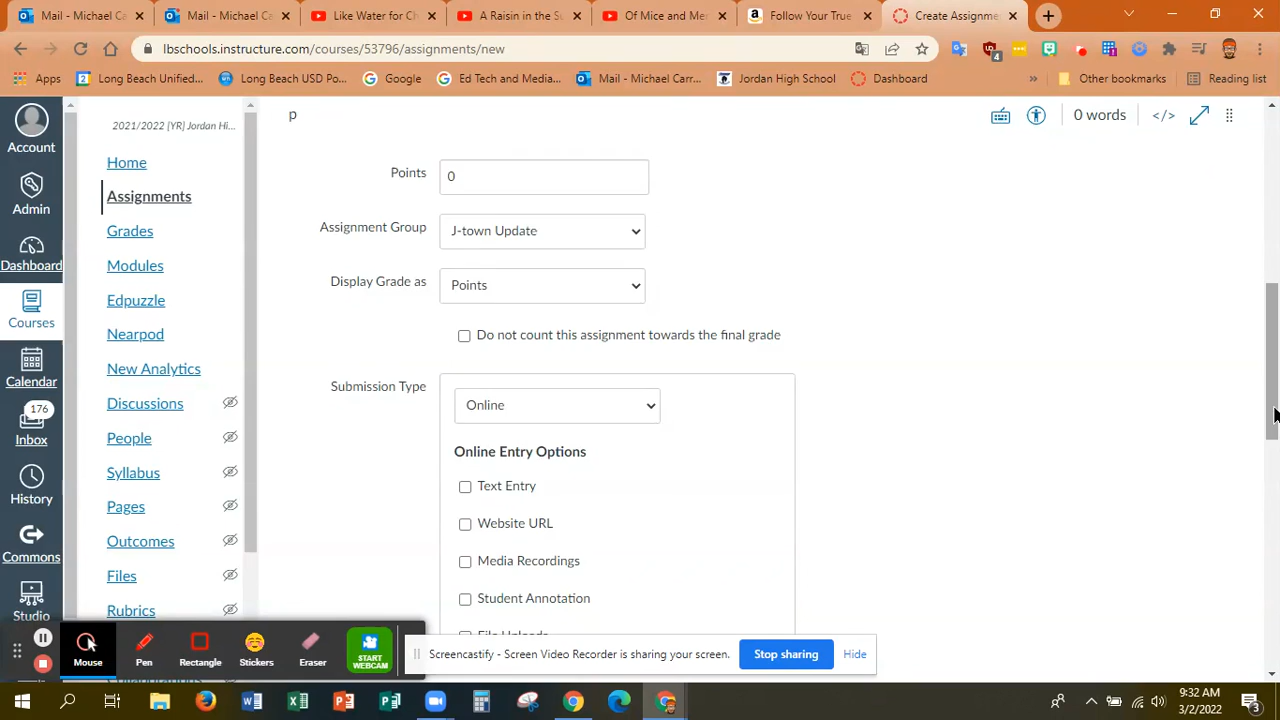 Mail - Michael Ca
Mail - Michael Ca
Like Water for Ch
A Raisin in the Su
Of Mice and Me
Follow Your True
Create Assignme
lbschools.instructure.com/courses/53796/assignments/new
Apps
Long Beach Unified...
Long Beach USD Po...
Google
Ed Tech and Media...
Mail - Michael Carr...
Jordan High School
Dashboard
»
Other bookmarks
Reading list
4
Account
Admin
Dashboard
Courses
Calendar
176
Inbox
History
Commons
Studio
2021/2022 [YR] Jordan Hi...
Home
Assignments
Grades
Modules
Edpuzzle
Nearpod
New Analytics
Discussions
People
Syllabus
Pages
Outcomes
Files
Rubrics
p
0 words
</>
Points
0
Assignment Group
J-town Update
Display Grade as
Points
Do not count this assignment towards the final grade
Submission Type
Online
Online Entry Options
Text Entry
Website URL
Media Recordings
Student Annotation
File Uploads
Mouse
Pen
Rectangle
Stickers
Eraser
START
WEBCAM
Screencastify - Screen Video Recorder is sharing your screen.
Stop sharing
Hide
9:32 AM
3/2/2022
3